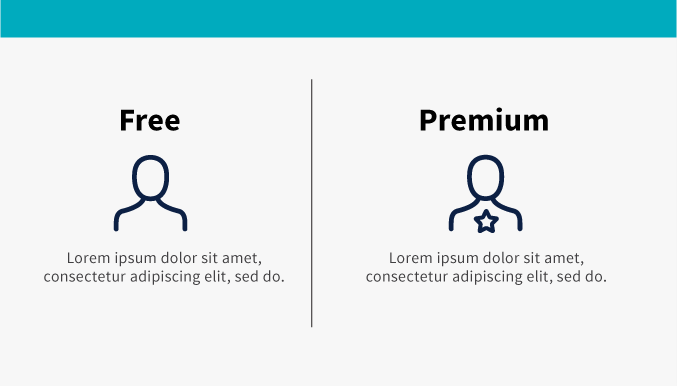 Free
Lorem ipsum dolor sit amet,
consectetur adipiscing elit, sed do.
Premium
Lorem ipsum dolor sit amet,
consectetur adipiscing elit, sed do.